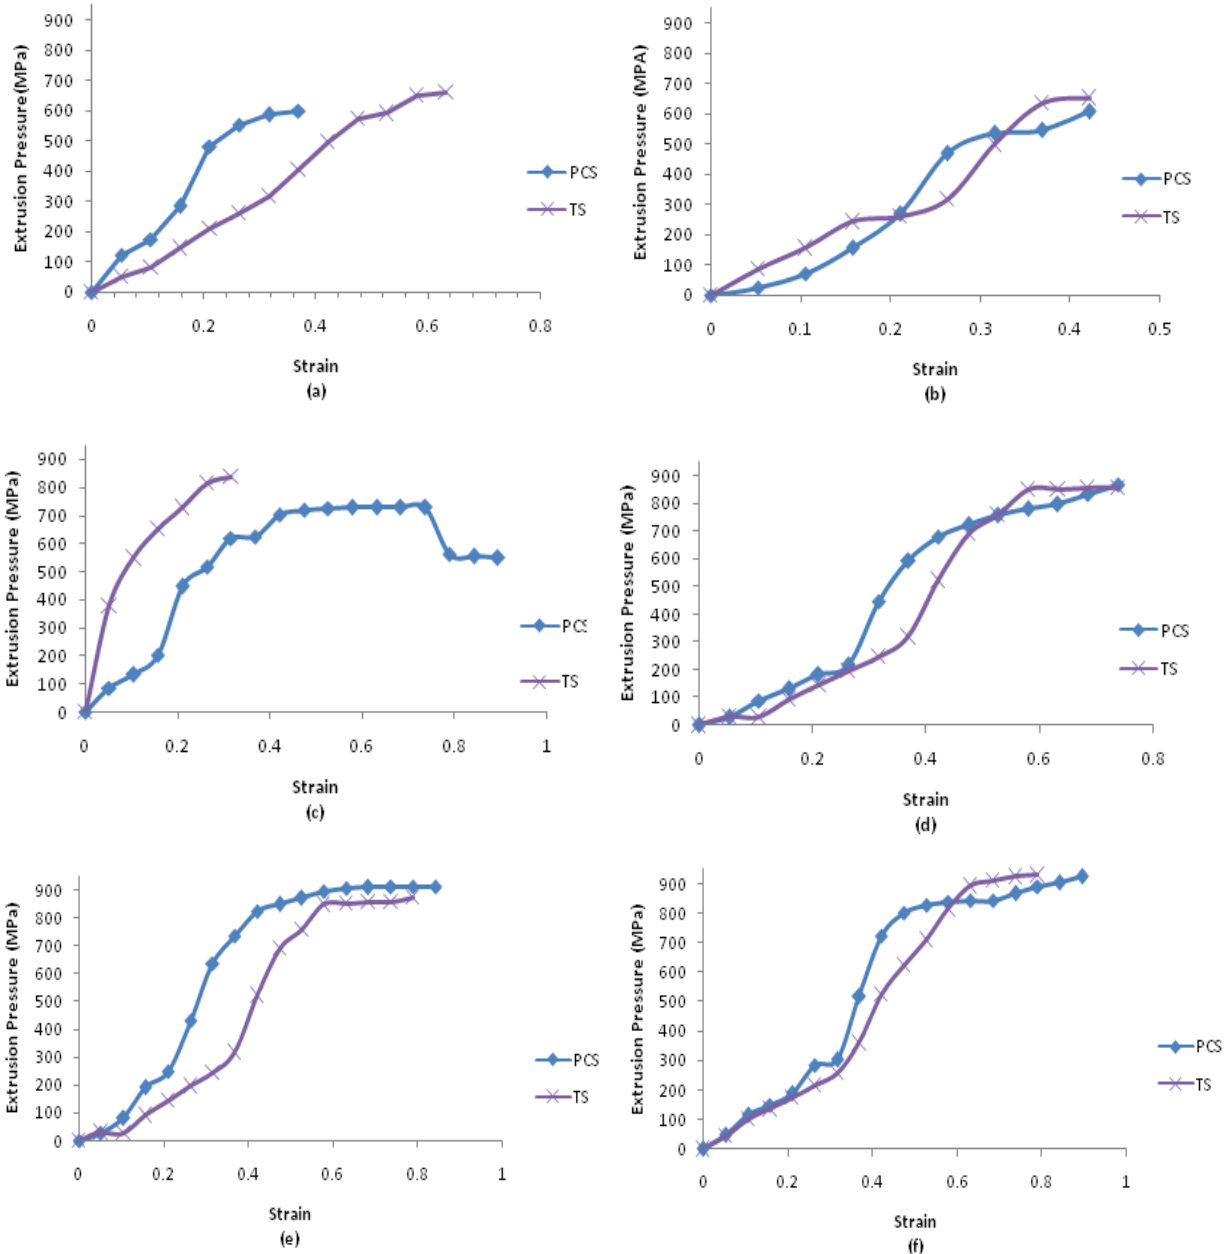 Extrusion Pressure(MPa)
900
800
700
600
500
400
300
200
100
0
0 0.2 0.4 0.6 0.8
Strain
(a)
PCS
TS
Extrusion Pressure (MPA)
900
800
700
600
500
400
300
200
100
0
0 0.1 0.2 0.3 0.4 0.5
Strain
(b)
PCS
TS
Extrusion Pressure (MPa)
900
800
700
600
500
400
300
200
100
0
0 0.2 0.4 0.6 0.8 1
Strain
(c)
PCS
TS
Extrusion Pressure (MPa)
900
800
700
600
500
400
300
200
100
0
0 0.2 0.4 0.6 0.8
Strain
(d)
PCS
TS
Extrusion Pressure (MPa)
900
800
700
600
500
400
300
200
100
0
0 0.2 0.4 0.6 0.8 1
Strain
(e)
PCS
TS
Extrusion Pressure (MPa)
900
800
700
600
500
400
300
200
100
0
0 0.2 0.4 0.6 0.8 1
Strain
(f)
PCS
TS